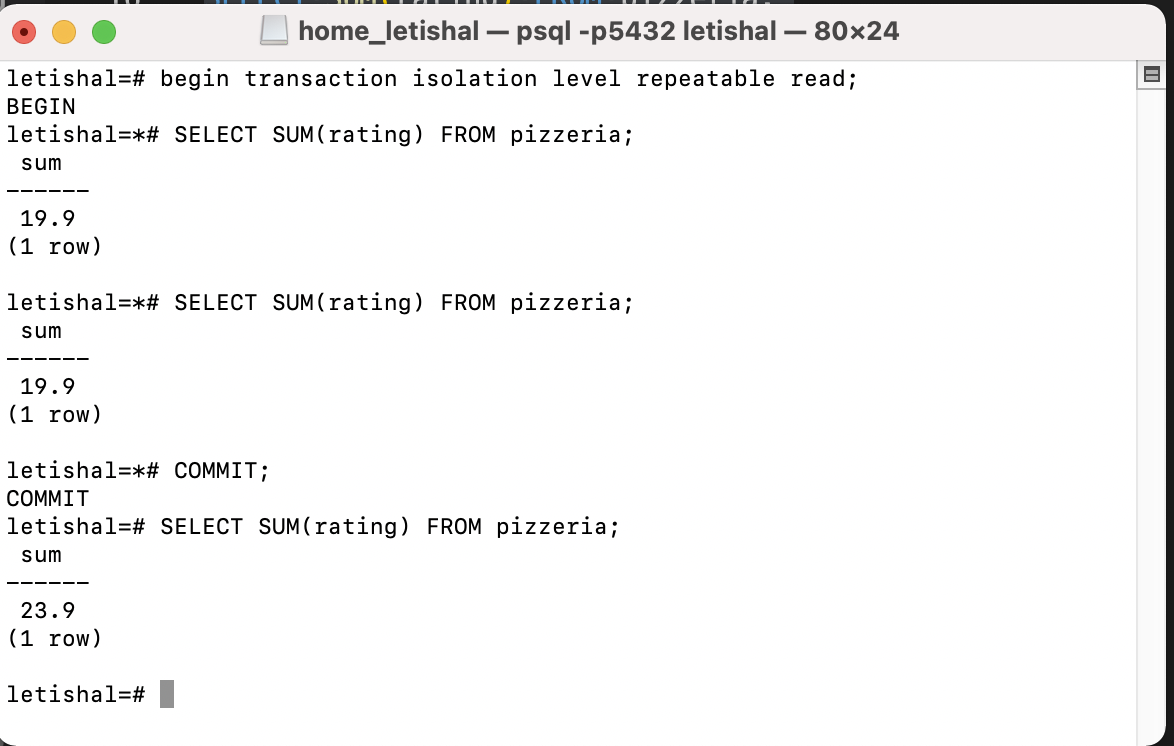 home_letishal — psql -p5432 letishal — 80×24
letishal=# begin transaction isolation level repeatable read;
BEGIN
letishal=*# SELECT SUM(rating) FROM pizzeria;
 sum
------
 19.9
(1 row)

letishal=*# SELECT SUM(rating) FROM pizzeria;
 sum
------
 19.9
(1 row)

letishal=*# COMMIT;
COMMIT
letishal=# SELECT SUM(rating) FROM pizzeria;
 sum
------
 23.9
(1 row)

letishal=#